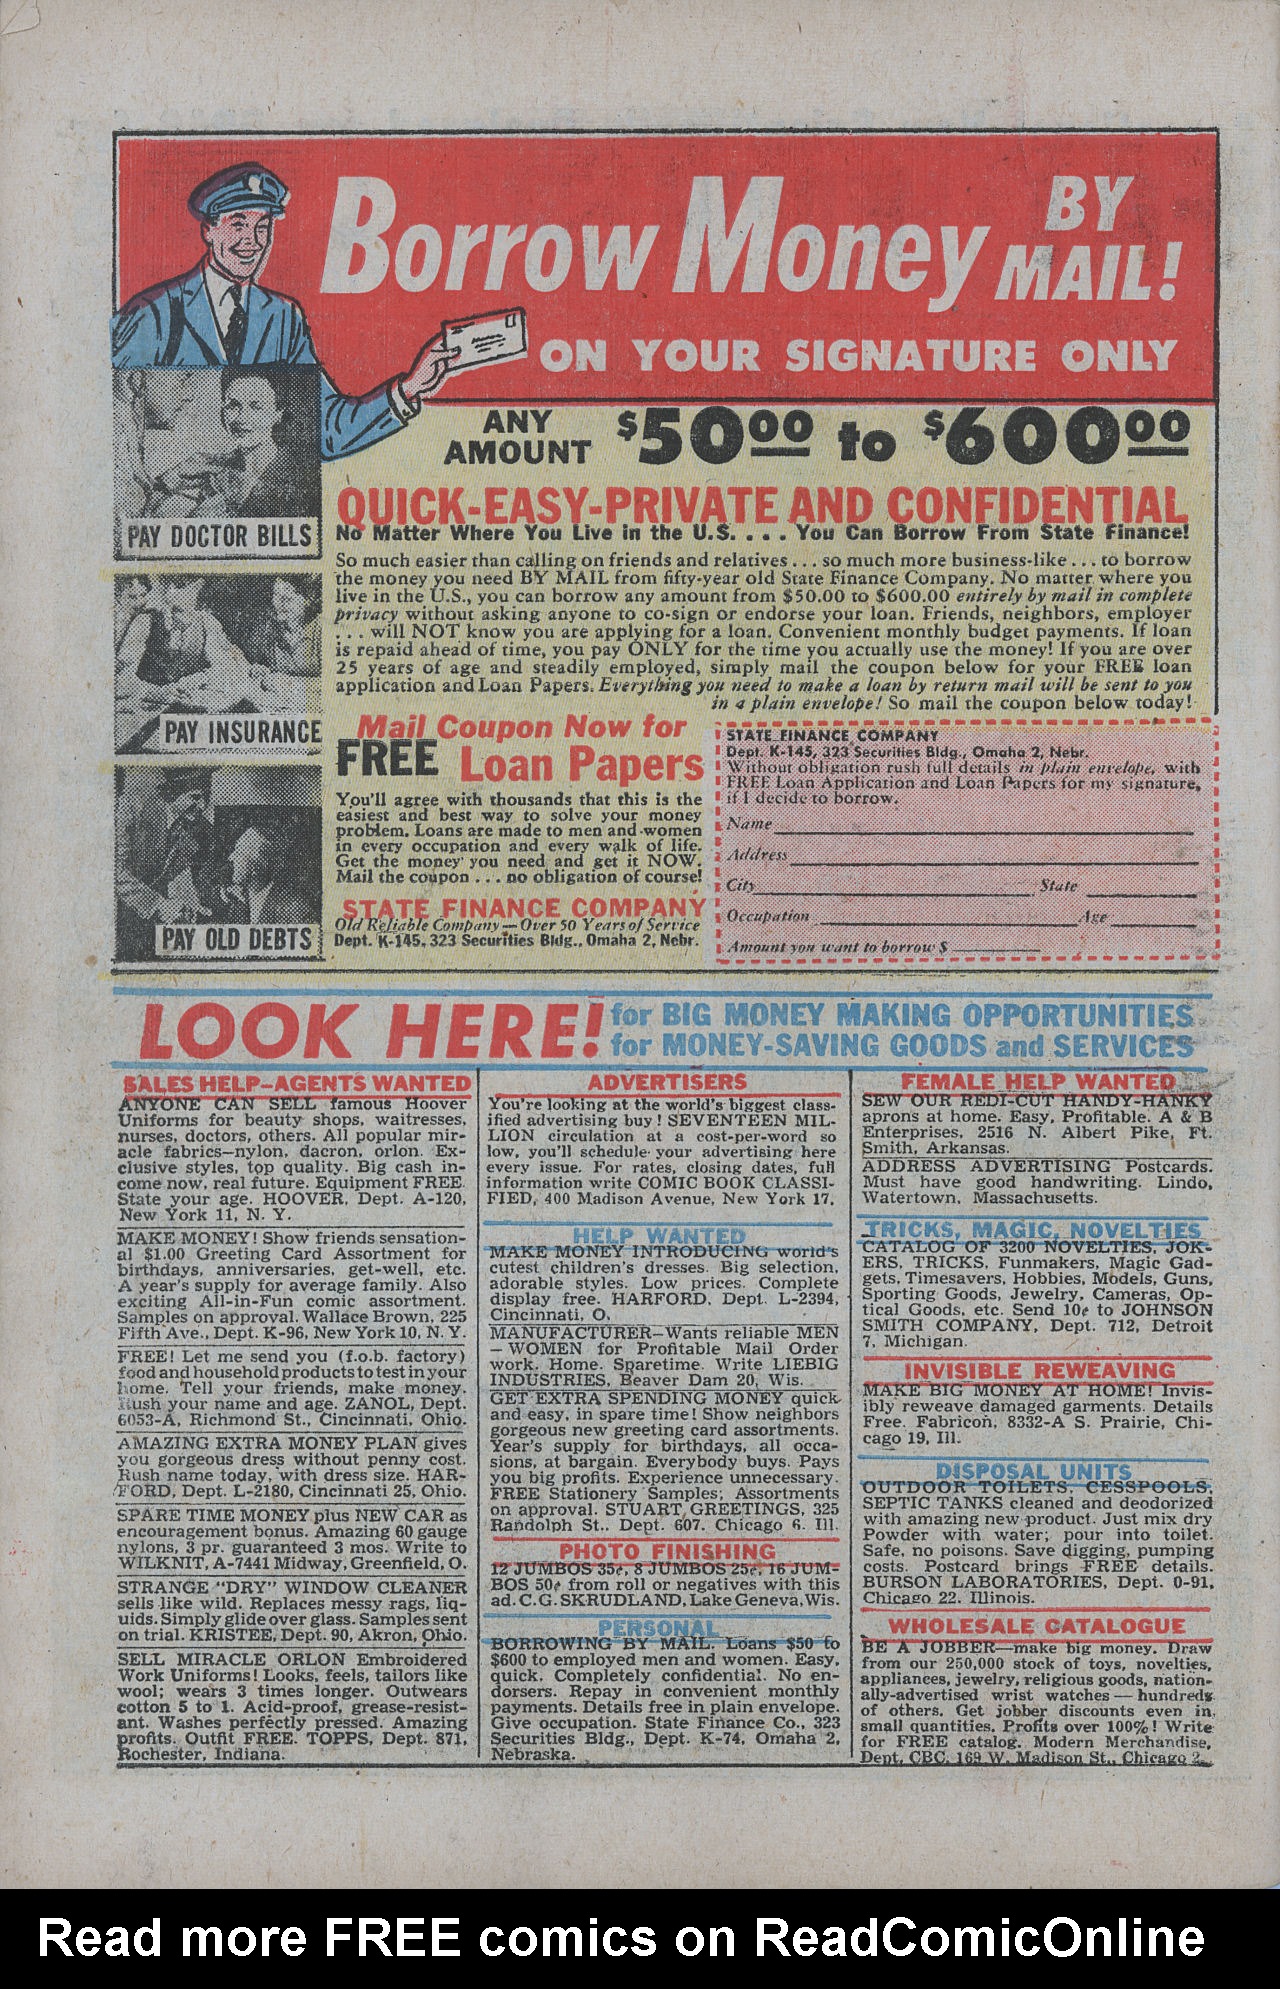 Borrow Money BY
MAIL!
ON YOUR SIGNATURE ONLY
ANY
AMOUNT $50.00 to $600.00
QUICK-EASY-PRIVATE AND CONFIDENTIAL
No Matter Where You Live in the U.S. . . . You Can Borrow From State Finance!
PAY DOCTOR BILLS
PAY INSURANCE
PAY OLD DEBTS
So much easier than calling on friends and relatives . . . so much more business-like . . . to borrow
the money you need BY MAIL from fifty-year old State Finance Company. No matter where you
live in the U.S., you can borrow any amount from $50.00 to $600.00 entirely by mail in complete
privacy without asking anyone to co-sign or endorse your loan. Friends, neighbors, employer
. . . will NOT know you are applying for a loan. Convenient monthly budget payments. If loan
is repaid ahead of time, you pay ONLY for the time you actually use the money! If you are over
25 years of age and steadily employed, simply mail the coupon below for your FREE loan
application and Loan Papers. Everything you need to make a loan by return mail will be sent to you
in a plain envelope! So mail the coupon below today!
Mail Coupon Now for
FREE Loan Papers
You'll agree with thousands that this is the
easiest and best way to solve your money
problem. Loans are made to men and women
in every occupation and every walk of life.
Get the money you need and get it NOW.
Mail the coupon . . . no obligation of course!
STATE FINANCE COMPANY
Old Reliable Company—Over 50 Years of Service
Dept. K-145, 323 Securities Bldg., Omaha 2, Nebr.
STATE FINANCE COMPANY
Dept. K-145, 323 Securities Bldg., Omaha 2, Nebr.
Without obligation rush full details in plain envelope, with
FREE Loan Application and Loan Papers for my signature,
if I decide to borrow.
Name
Address
City State
Occupation Age
Amount you want to borrow $
LOOK HERE! for BIG MONEY MAKING OPPORTUNITIES
for MONEY-SAVING GOODS and SERVICES
SALES HELP-AGENTS WANTED
ANYONE CAN SELL famous Hoover
Uniforms for beauty shops, waitresses,
nurses, doctors, others. All popular mir-
acle fabrics–nylon, dacron, orlon. Ex-
clusive styles, top quality. Big cash in-
come now, real future. Equipment FREE.
State your age. HOOVER, Dept. A-120,
New York 11, N. Y.
MAKE MONEY! Show friends sensation-
al $1.00 Greeting Card Assortment for
birthdays, anniversaries, get-well, etc.
A year's supply for average family. Also
exciting All-in-Fun comic assortment.
Samples on approval. Wallace Brown, 225
Fifth Ave., Dept. K-96, New York 10, N. Y.
FREE! Let me send you (f.o.b. factory)
food and household products to test in your
home. Tell your friends, make money.
Rush your name and age. ZANOL, Dept.
6053-A, Richmond St., Cincinnati, Ohio.
AMAZING EXTRA MONEY PLAN gives
you gorgeous dress without penny cost.
Rush name today, with dress size. HAR-
FORD, Dept. L-2180, Cincinnati 25, Ohio.
SPARE TIME MONEY plus NEW CAR as
encouragement bonus. Amazing 60 gauge
nylons, 3 pr. guaranteed 3 mos. Write to
WILKNIT, A-7441 Midway, Greenfield, O.
STRANGE "DRY" WINDOW CLEANER
sells like wild. Replaces messy rags, liq-
uids. Simply glide over glass. Samples sent
on trial. KRISTEE, Dept. 90, Akron, Ohio.
SELL MIRACLE ORLON Embroidered
Work Uniforms! Looks, feels, tailors like
wool; wears 3 times longer. Outwears
cotton 5 to 1. Acid-proof, grease-resist-
ant. Washes perfectly pressed. Amazing
profits. Outfit FREE. TOPPS, Dept. 871,
Rochester, Indiana.
ADVERTISERS
You're looking at the world's biggest class-
ified advertising buy! SEVENTEEN MIL-
LION circulation at a cost-per-word so
low, you'll schedule your advertising here
every issue. For rates, closing dates, full
information write COMIC BOOK CLASSI-
FIED, 400 Madison Avenue, New York 17.
HELP WANTED
MAKE MONEY INTRODUCING world's
cutest children's dresses. Big selection,
adorable styles. Low prices. Complete
display free. HARFORD, Dept. L-2394,
Cincinnati, O.
MANUFACTURER–Wants reliable MEN
– WOMEN for Profitable Mail Order
work. Home. Sparetime. Write LIEBIG
INDUSTRIES, Beaver Dam 20, Wis.
GET EXTRA SPENDING MONEY quick
and easy, in spare time! Show neighbors
gorgeous new greeting card assortments.
Year's supply for birthdays, all occa-
sions, at bargain. Everybody buys. Pays
you big profits. Experience unnecessary.
FREE Stationery Samples; Assortments
on approval. STUART GREETINGS, 325
Randolph St., Dept. 607, Chicago 6, Ill.
PHOTO FINISHING
12 JUMBOS 35¢, 8 JUMBOS 25¢, 16 JUM-
BOS 50¢ from roll or negatives with this
ad. C.G. SKRUDLAND, Lake Geneva, Wis.
PERSONAL
BORROWING BY MAIL. Loans $50 to
$600 to employed men and women. Easy,
quick. Completely confidential. No en-
dorsers. Repay in convenient monthly
payments. Details free in plain envelope.
Give occupation. State Finance Co., 323
Securities Bldg., Dept. K-74, Omaha 2,
Nebraska.
FEMALE HELP WANTED
SEW OUR REDI-CUT HANDY-HANKY
aprons at home. Easy, Profitable. A & B
Enterprises, 2516 N. Albert Pike, Ft.
Smith, Arkansas.
ADDRESS ADVERTISING Postcards.
Must have good handwriting. Lindo,
Watertown, Massachusetts.
TRICKS, MAGIC, NOVELTIES
CATALOG OF 3200 NOVELTIES, JOK-
ERS, TRICKS, Funmakers, Magic Gad-
gets, Timesavers, Hobbies, Models, Guns,
Sporting Goods, Jewelry, Cameras, Op-
tical Goods, etc. Send 10¢ to JOHNSON
SMITH COMPANY, Dept. 712, Detroit
7, Michigan.
INVISIBLE REWEAVING
MAKE BIG MONEY AT HOME! Invis-
ibly reweave damaged garments. Details
Free. Fabricon, 8332-A S. Prairie, Chi-
cago 19, Ill.
DISPOSAL UNITS
OUTDOOR TOILETS, CESSPOOLS,
SEPTIC TANKS cleaned and deodorized
with amazing new product. Just mix dry
Powder with water; pour into toilet.
Safe, no poisons. Save digging, pumping
costs. Postcard brings FREE details.
BURSON LABORATORIES, Dept. 0-91,
Chicago 22, Illinois.
WHOLESALE CATALOGUE
BE A JOBBER—make big money. Draw
from our 250,000 stock of toys, novelties,
appliances, jewelry, religious goods, nation-
ally-advertised wrist watches — hundreds
of others. Get jobber discounts even in
small quantities. Profits over 100%! Write
for FREE catalog. Modern Merchandise,
Dept. CBC, 169 W. Madison St., Chicago 2.
Read more FREE comics on ReadComicOnline